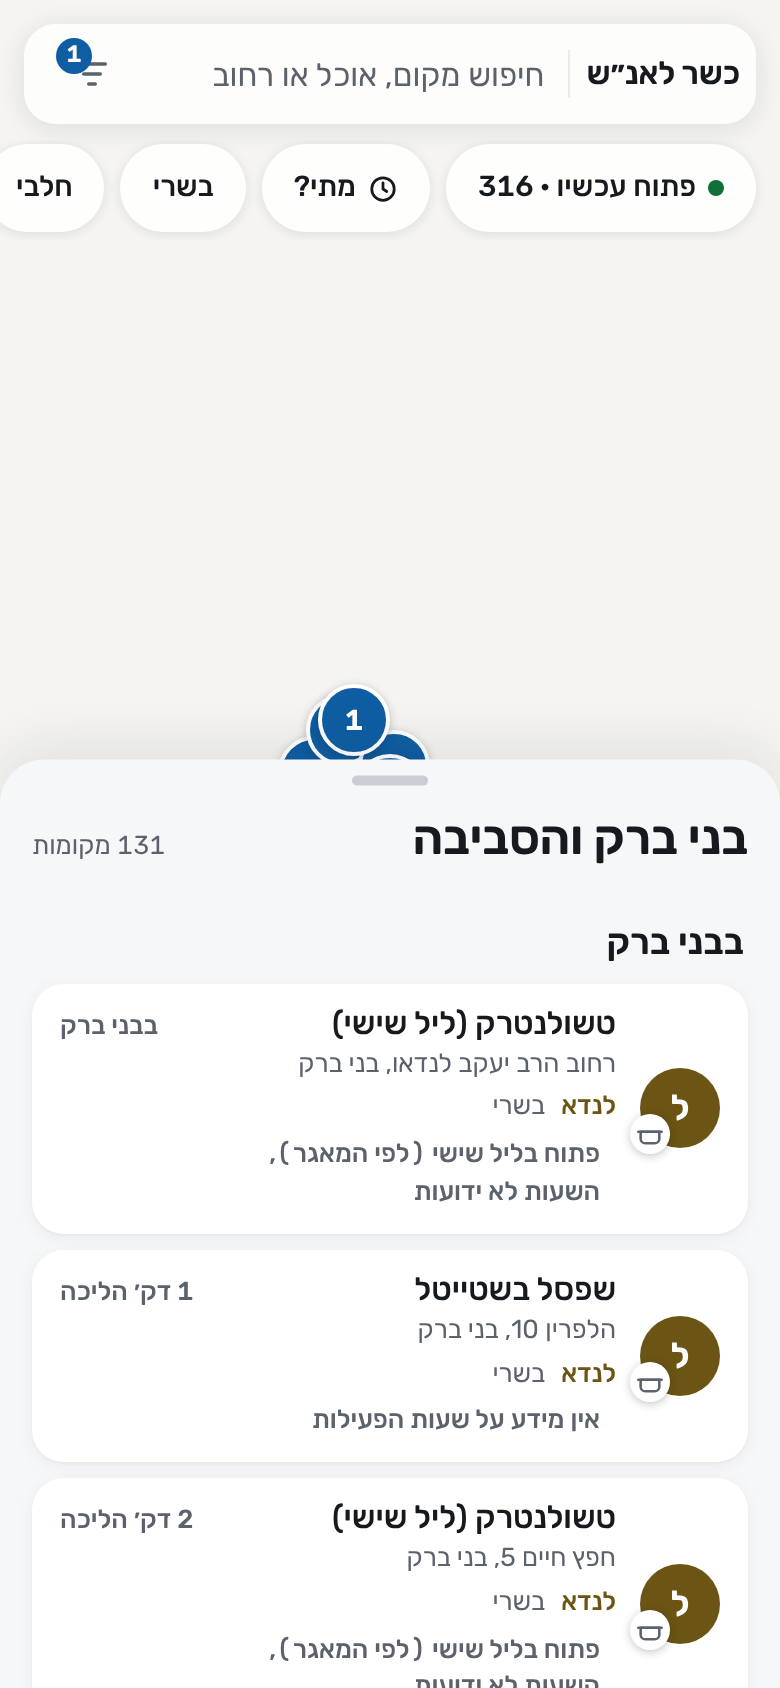 כשר לאנ״ש
חיפוש מקום, אוכל או רחוב
1
פתוח עכשיו • 316
מתי?
בשרי
חלבי
1
בני ברק והסביבה
131 מקומות
בבני ברק
טשולנטרק (ליל שישי)
בבני ברק
רחוב הרב יעקב לנדאו, בני ברק
ל
לנדא בשרי
פתוח בליל שישי (לפי המאגר),
השעות לא ידועות
שפסל בשטייטל
1 דק׳ הליכה
הלפרין 10, בני ברק
ל
לנדא בשרי
אין מידע על שעות הפעילות
טשולנטרק (ליל שישי)
2 דק׳ הליכה
חפץ חיים 5, בני ברק
ל
לנדא בשרי
פתוח בליל שישי (לפי המאגר),
השעות לא ידועות